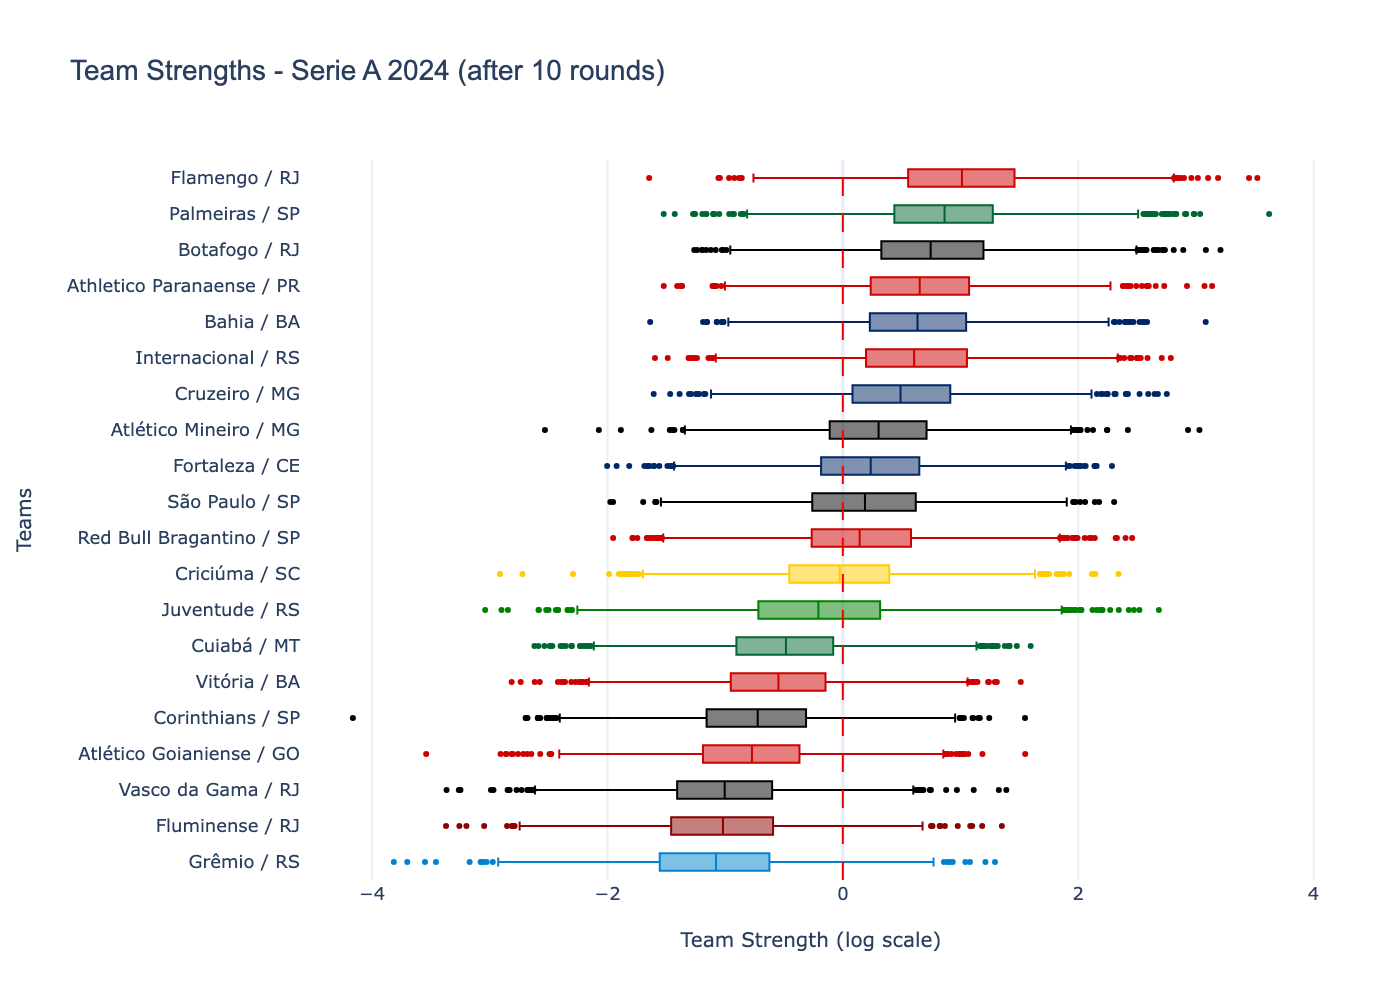 Team Strengths - Serie A 2024 (after 10 rounds)
Flamengo / RJ
Palmeiras / SP
Botafogo / RJ
Athletico Paranaense / PR
Bahia / BA
Internacional / RS
Cruzeiro / MG
Atlético Mineiro / MG
Fortaleza / CE
São Paulo / SP
Red Bull Bragantino / SP
Criciúma / SC
Juventude / RS
Cuiabá / MT
Vitória / BA
Corinthians / SP
Atlético Goianiense / GO
Vasco da Gama / RJ
Fluminense / RJ
Grêmio / RS
Teams
−4 −2 0 2 4
Team Strength (log scale)